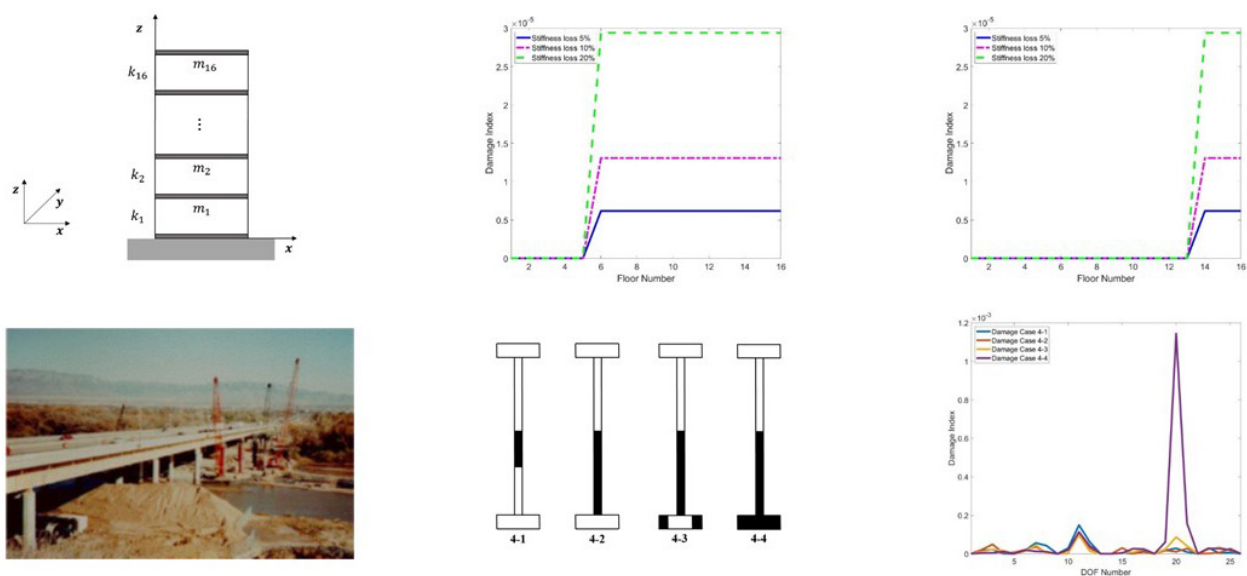 z
k₁₆
m₁₆
⋮
k₂
m₂
z
y
x
k₁
m₁
x
×10⁻⁵
3
2.5
2
1.5
1
0.5
0
Damage Index
Stiffness loss 5%
Stiffness loss 10%
Stiffness loss 20%
2 4 6 8 10 12 14 16
Floor Number
×10⁻⁵
3
2.5
2
1.5
1
0.5
0
Damage Index
Stiffness loss 5%
Stiffness loss 10%
Stiffness loss 20%
2 4 6 8 10 12 14 16
Floor Number
4-1 4-2 4-3 4-4
×10⁻³
1.2
1
0.8
0.6
0.4
0.2
0
Damage Index
Damage Case 4-1
Damage Case 4-2
Damage Case 4-3
Damage Case 4-4
5 10 15 20 25
DOF Number